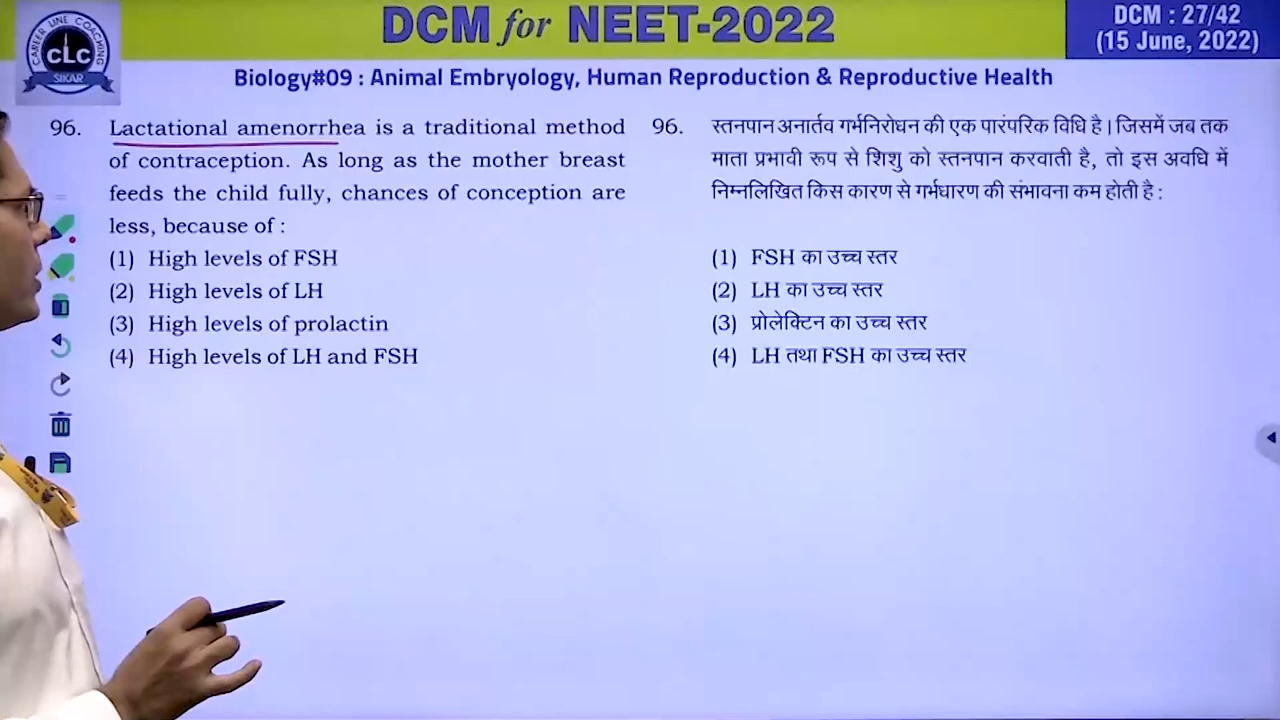 DCM for NEET-2022
DCM : 27/42
(15 June, 2022)
CAREER LINE COACHING
CLC
SIKAR
Biology#09 : Animal Embryology, Human Reproduction & Reproductive Health
96. Lactational amenorrhea is a traditional method
of contraception. As long as the mother breast
feeds the child fully, chances of conception are
less, because of :
(1) High levels of FSH
(2) High levels of LH
(3) High levels of prolactin
(4) High levels of LH and FSH
96. स्तनपान अनार्तव गर्भनिरोधन की एक पारंपरिक विधि है। जिसमें जब तक
माता प्रभावी रूप से शिशु को स्तनपान करवाती है, तो इस अवधि में
निम्नलिखित किस कारण से गर्भधारण की संभावना कम होती है :
(1) FSH का उच्च स्तर
(2) LH का उच्च स्तर
(3) प्रोलेक्टिन का उच्च स्तर
(4) LH तथा FSH का उच्च स्तर